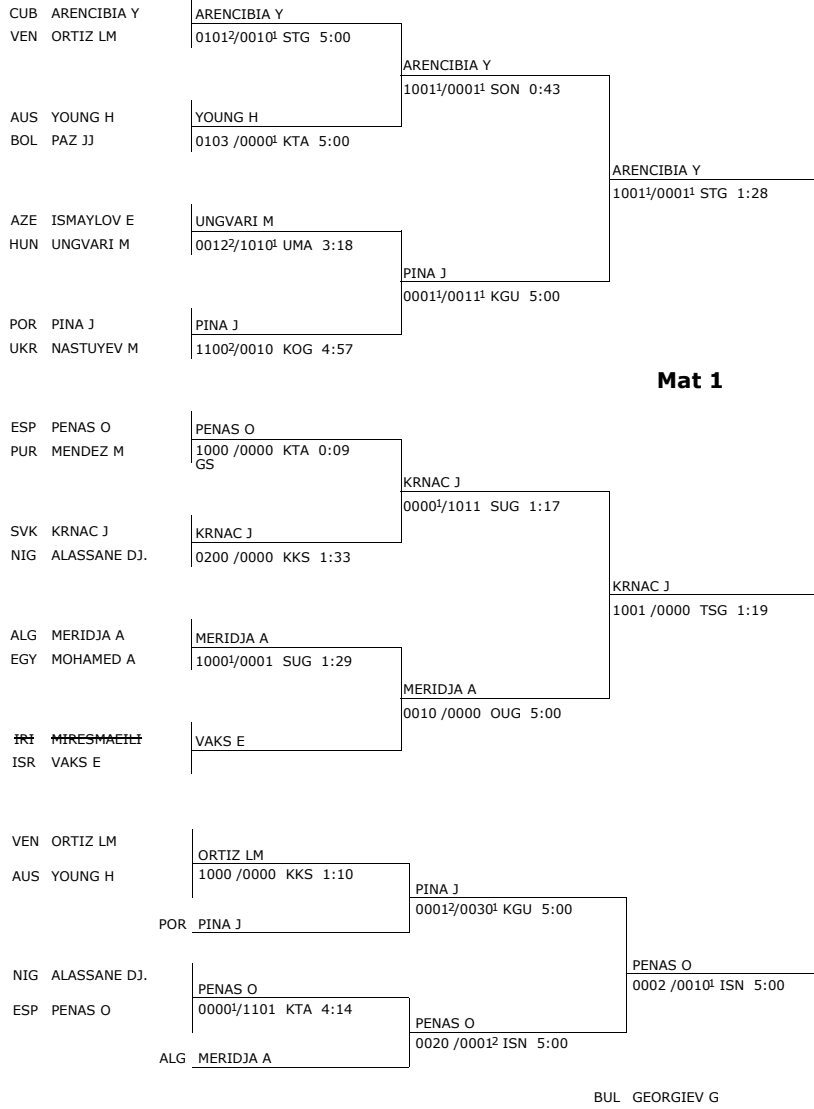 CUB ARENCIBIA Y ARENCIBIA Y
VEN ORTIZ LM 0101²/0010¹ STG 5:00
ARENCIBIA Y
1001¹/0001¹ SON 0:43
AUS YOUNG H YOUNG H
BOL PAZ JJ 0103 /0000¹ KTA 5:00
ARENCIBIA Y
1001¹/0001¹ STG 1:28
AZE ISMAYLOV E UNGVARI M
HUN UNGVARI M 0012²/1010¹ UMA 3:18
PINA J
0001¹/0011¹ KGU 5:00
POR PINA J PINA J
UKR NASTUYEV M 1100²/0010 KOG 4:57
Mat 1
ESP PENAS O PENAS O
PUR MENDEZ M 1000 /0000 KTA 0:09
GS
KRNAC J
0000¹/1011 SUG 1:17
SVK KRNAC J KRNAC J
NIG ALASSANE DJ. 0200 /0000 KKS 1:33
KRNAC J
1001 /0000 TSG 1:19
ALG MERIDJA A MERIDJA A
EGY MOHAMED A 1000¹/0001 SUG 1:29
MERIDJA A
0010 /0000 OUG 5:00
IRI MIRESMAEILI VAKS E
ISR VAKS E
VEN ORTIZ LM
ORTIZ LM
AUS YOUNG H 1000 /0000 KKS 1:10
PINA J
0001²/0030¹ KGU 5:00
POR PINA J
PENAS O
NIG ALASSANE DJ.
0002 /0010¹ ISN 5:00
PENAS O
ESP PENAS O 0000¹/1101 KTA 4:14
PENAS O
0020 /0001² ISN 5:00
ALG MERIDJA A
BUL GEORGIEV G